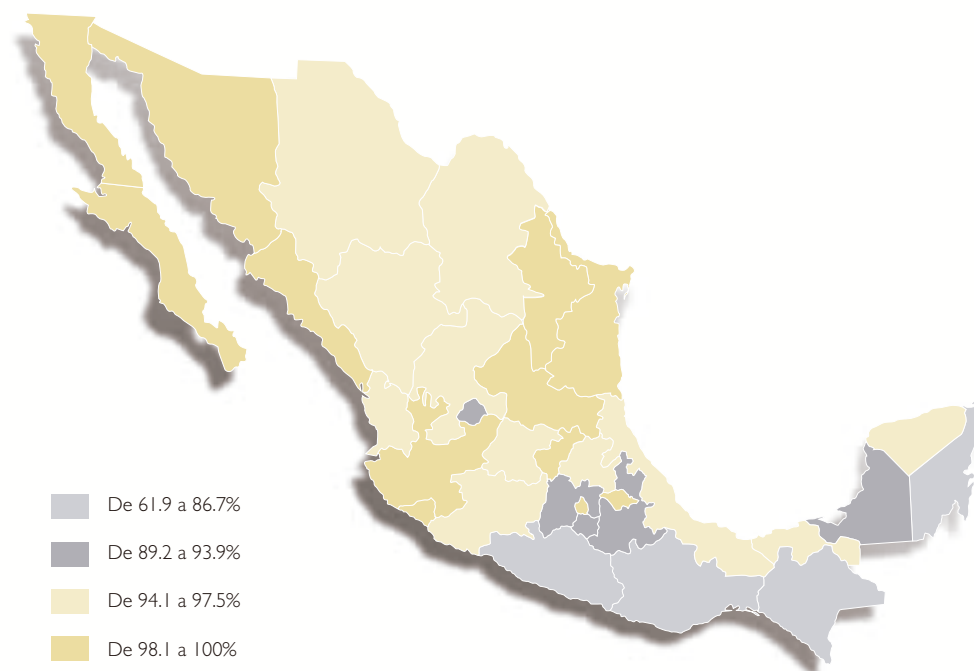 De 61.9 a 86.7%
De 89.2 a 93.9%
De 94.1 a 97.5%
De 98.1 a 100%